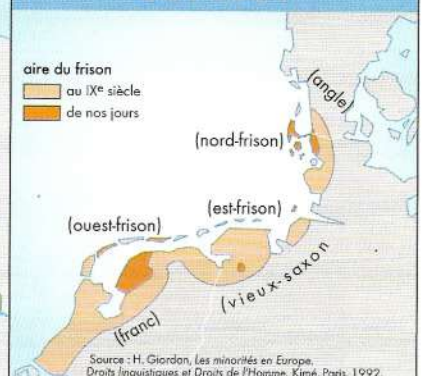 aire du frison
au IXe siècle
de nos jours
(angle)
(nord-frison)
(est-frison)
(ouest-frison)
(vieux-saxon
(franc)
Source : H. Giordan, Les minorités en Europe.
Droits linguistiques et Droits de l'Homme, Kimé, Paris, 1992.